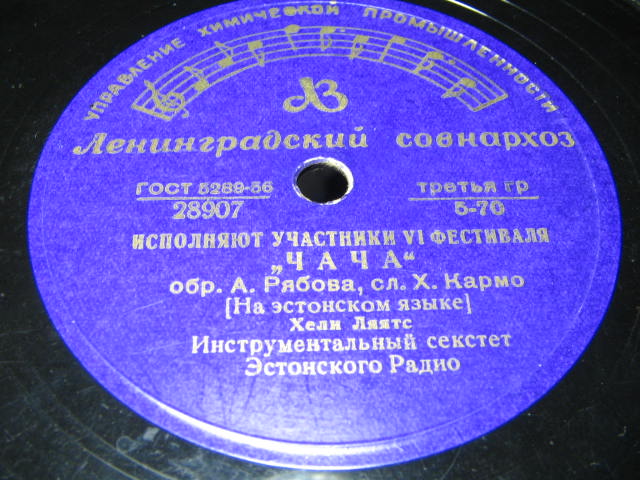 УПРАВЛЕНИЕ ХИМИЧЕСКОЙ ПРОМЫШЛЕННОСТИ
ЛЗ
Ленинградский совнархоз
ГОСТ 5289-56 третья гр
28907 5-70
ИСПОЛНЯЮТ УЧАСТНИКИ VI ФЕСТИВАЛЯ
„ЧАЧА“
обр. А. Рябова, сл. Х. Кармо
[На эстонском языке]
Хели Ляятс
Инструментальный секстет
Эстонского Радио